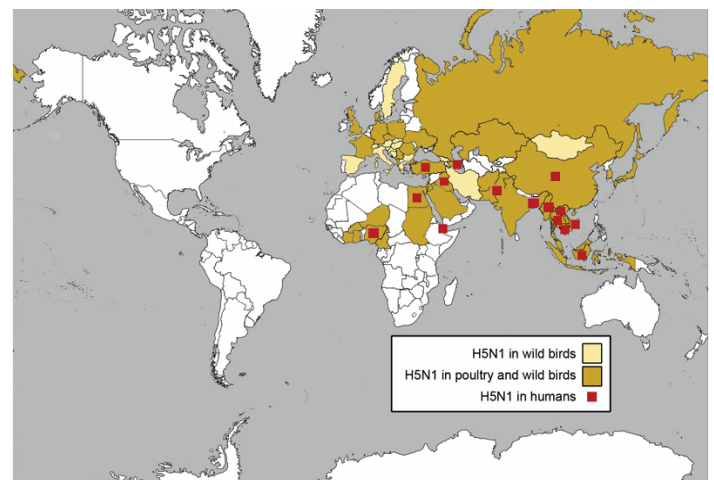 H5N1 in wild birds
H5N1 in poultry and wild birds
H5N1 in humans